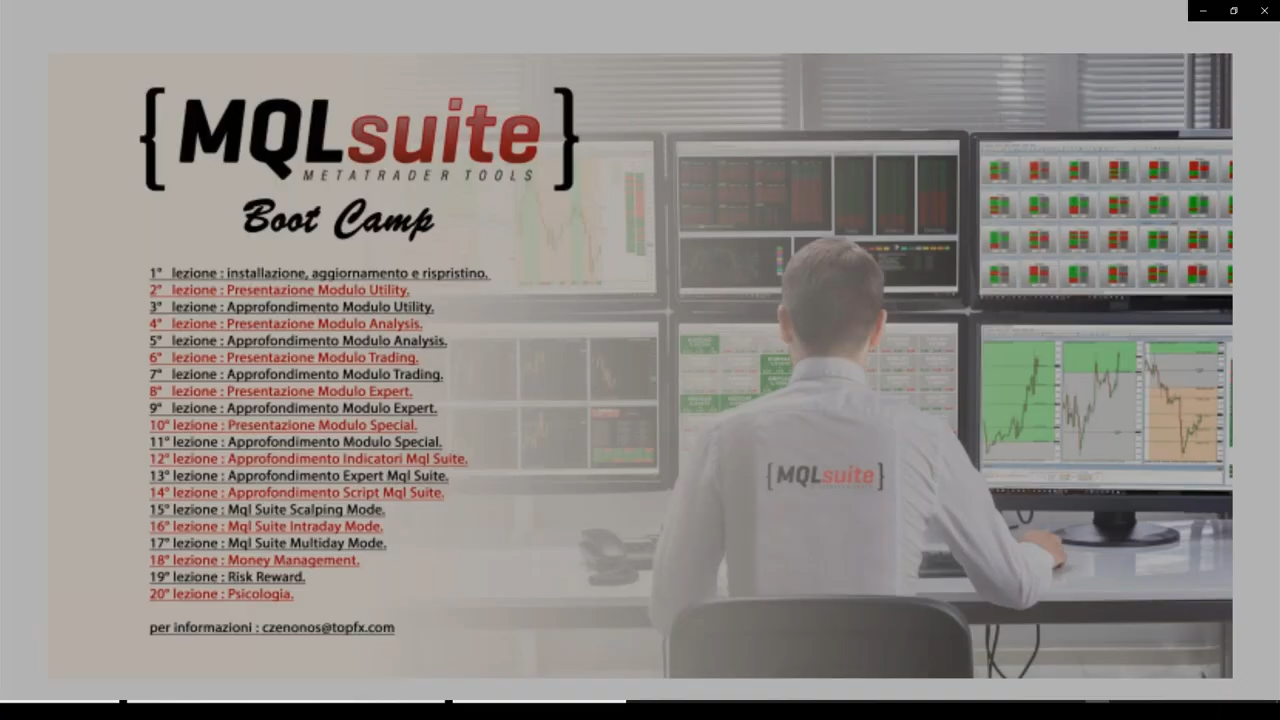 {MQLsuite}
METATRADER TOOLS
Boot Camp
1° lezione : installazione, aggiornamento e rispristino.
2° lezione : Presentazione Modulo Utility.
3° lezione : Approfondimento Modulo Utility.
4° lezione : Presentazione Modulo Analysis.
5° lezione : Approfondimento Modulo Analysis.
6° lezione : Presentazione Modulo Trading.
7° lezione : Approfondimento Modulo Trading.
8° lezione : Presentazione Modulo Expert.
9° lezione : Approfondimento Modulo Expert.
10° lezione : Presentazione Modulo Special.
11° lezione : Approfondimento Modulo Special.
12° lezione : Approfondimento Indicatori Mql Suite.
13° lezione : Approfondimento Expert Mql Suite.
14° lezione : Approfondimento Script Mql Suite.
15° lezione : Mql Suite Scalping Mode.
16° lezione : Mql Suite Intraday Mode.
17° lezione : Mql Suite Multiday Mode.
18° lezione : Money Management.
19° lezione : Risk Reward.
20° lezione : Psicologia.
per informazioni : czenonos@topfx.com
{MQLsuite}